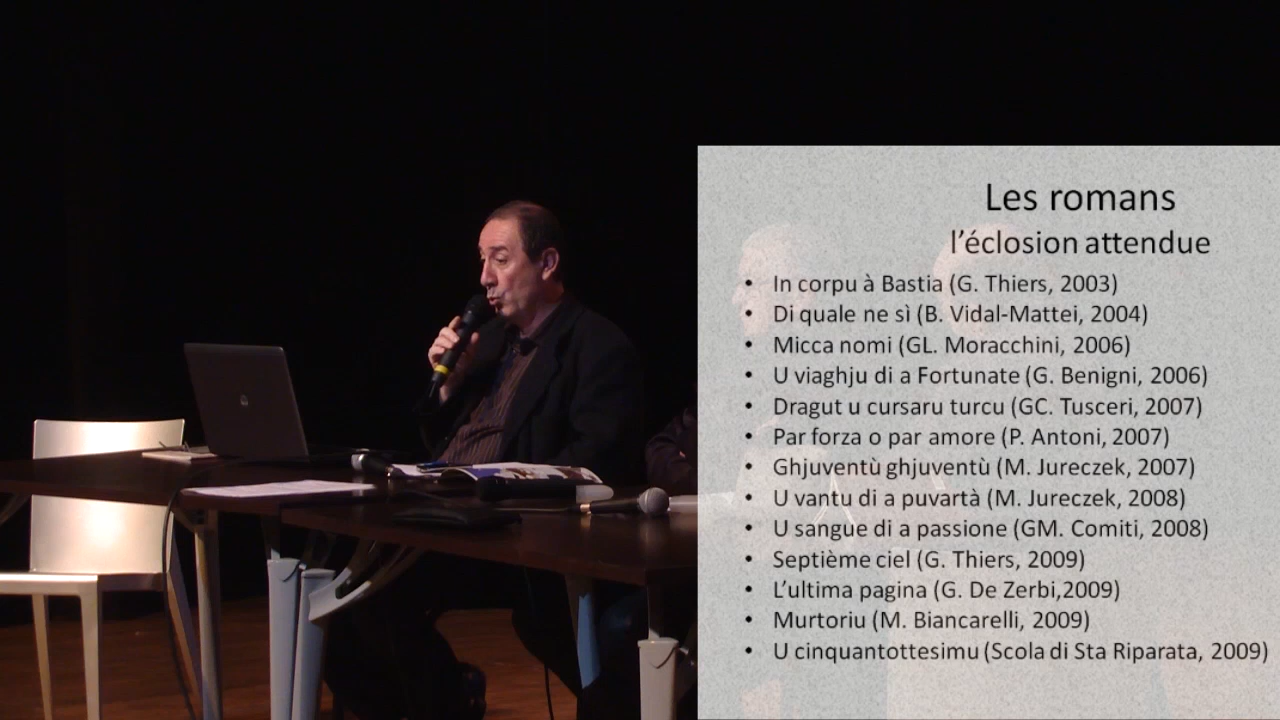 Les romans
l'éclosion attendue
• In corpu à Bastia (G. Thiers, 2003)
• Di quale ne sì (B. Vidal-Mattei, 2004)
• Micca nomi (GL. Moracchini, 2006)
• U viaghju di a Fortunate (G. Benigni, 2006)
• Dragut u cursaru turcu (GC. Tusceri, 2007)
• Par forza o par amore (P. Antoni, 2007)
• Ghjuventù ghjuventù (M. Jureczek, 2007)
• U vantu di a puvartà (M. Jureczek, 2008)
• U sangue di a passione (GM. Comiti, 2008)
• Septième ciel (G. Thiers, 2009)
• L'ultima pagina (G. De Zerbi,2009)
• Murtoriu (M. Biancarelli, 2009)
• U cinquantottesimu (Scola di Sta Riparata, 2009)